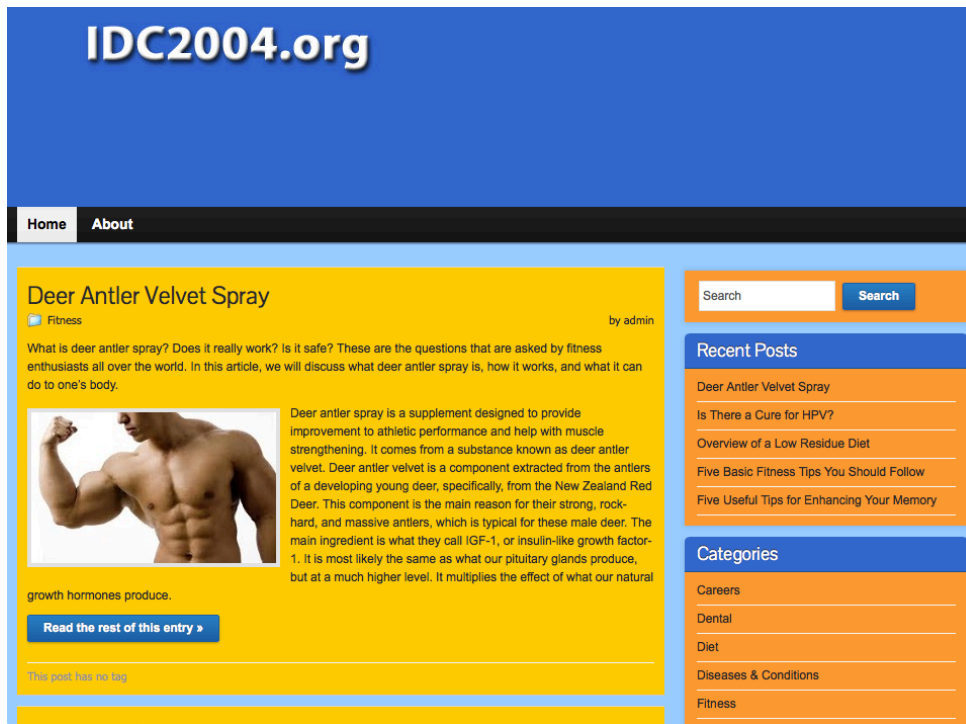 IDC2004.org
Home
About
Deer Antler Velvet Spray
Fitness
by admin
What is deer antler spray? Does it really work? Is it safe? These are the questions that are asked by fitness
enthusiasts all over the world. In this article, we will discuss what deer antler spray is, how it works, and what it can
do to one's body.
Deer antler spray is a supplement designed to provide
improvement to athletic performance and help with muscle
strengthening. It comes from a substance known as deer antler
velvet. Deer antler velvet is a component extracted from the antlers
of a developing young deer, specifically, from the New Zealand Red
Deer. This component is the main reason for their strong, rock-
hard, and massive antlers, which is typical for these male deer. The
main ingredient is what they call IGF-1, or insulin-like growth factor-
1. It is most likely the same as what our pituitary glands produce,
but at a much higher level. It multiplies the effect of what our natural
growth hormones produce.
Read the rest of this entry »
This post has no tag
Search
Search
Recent Posts
Deer Antler Velvet Spray
Is There a Cure for HPV?
Overview of a Low Residue Diet
Five Basic Fitness Tips You Should Follow
Five Useful Tips for Enhancing Your Memory
Categories
Careers
Dental
Diet
Diseases & Conditions
Fitness